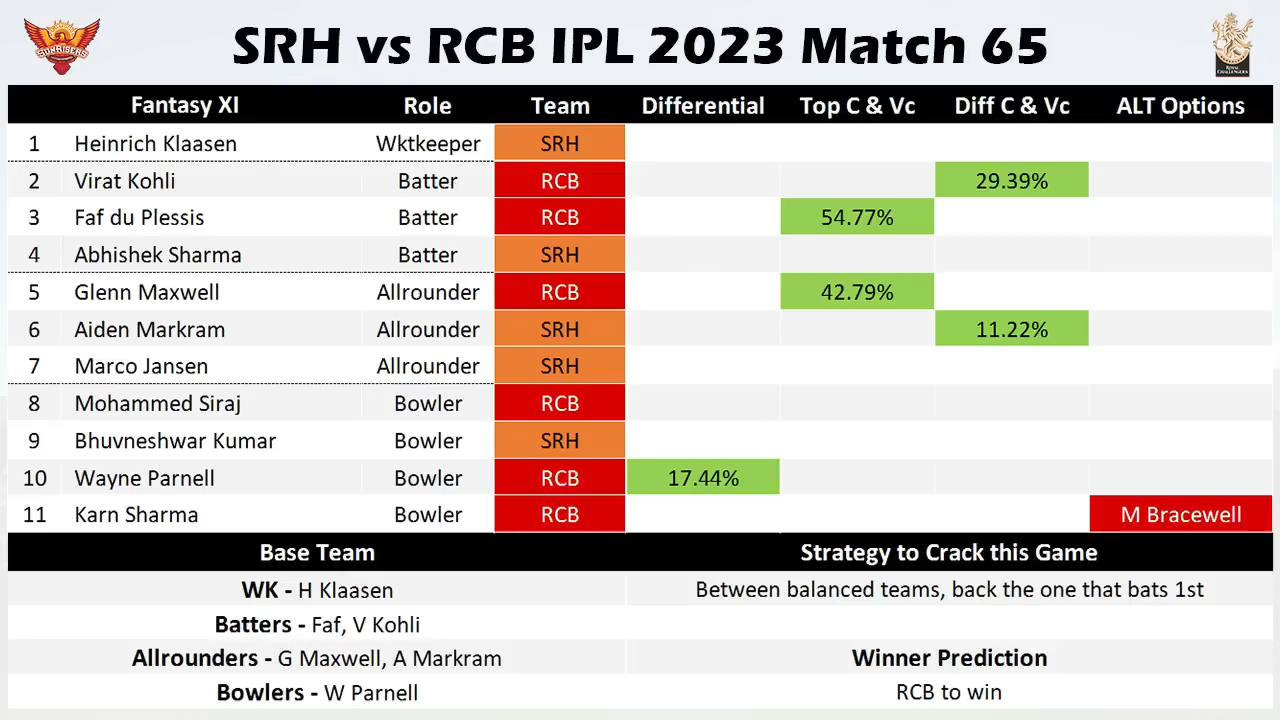 SRH vs RCB IPL 2023 Match 65
SUNRISERS
ROYAL CHALLENGERS
Fantasy XI Role Team Differential Top C & Vc Diff C & Vc ALT Options
1 Heinrich Klaasen Wktkeeper SRH
2 Virat Kohli Batter RCB 29.39%
3 Faf du Plessis Batter RCB 54.77%
4 Abhishek Sharma Batter SRH
5 Glenn Maxwell Allrounder RCB 42.79%
6 Aiden Markram Allrounder SRH 11.22%
7 Marco Jansen Allrounder SRH
8 Mohammed Siraj Bowler RCB
9 Bhuvneshwar Kumar Bowler SRH
10 Wayne Parnell Bowler RCB 17.44%
11 Karn Sharma Bowler RCB M Bracewell
Base Team Strategy to Crack this Game
WK - H Klaasen Between balanced teams, back the one that bats 1st
Batters - Faf, V Kohli
Allrounders - G Maxwell, A Markram Winner Prediction
Bowlers - W Parnell RCB to win